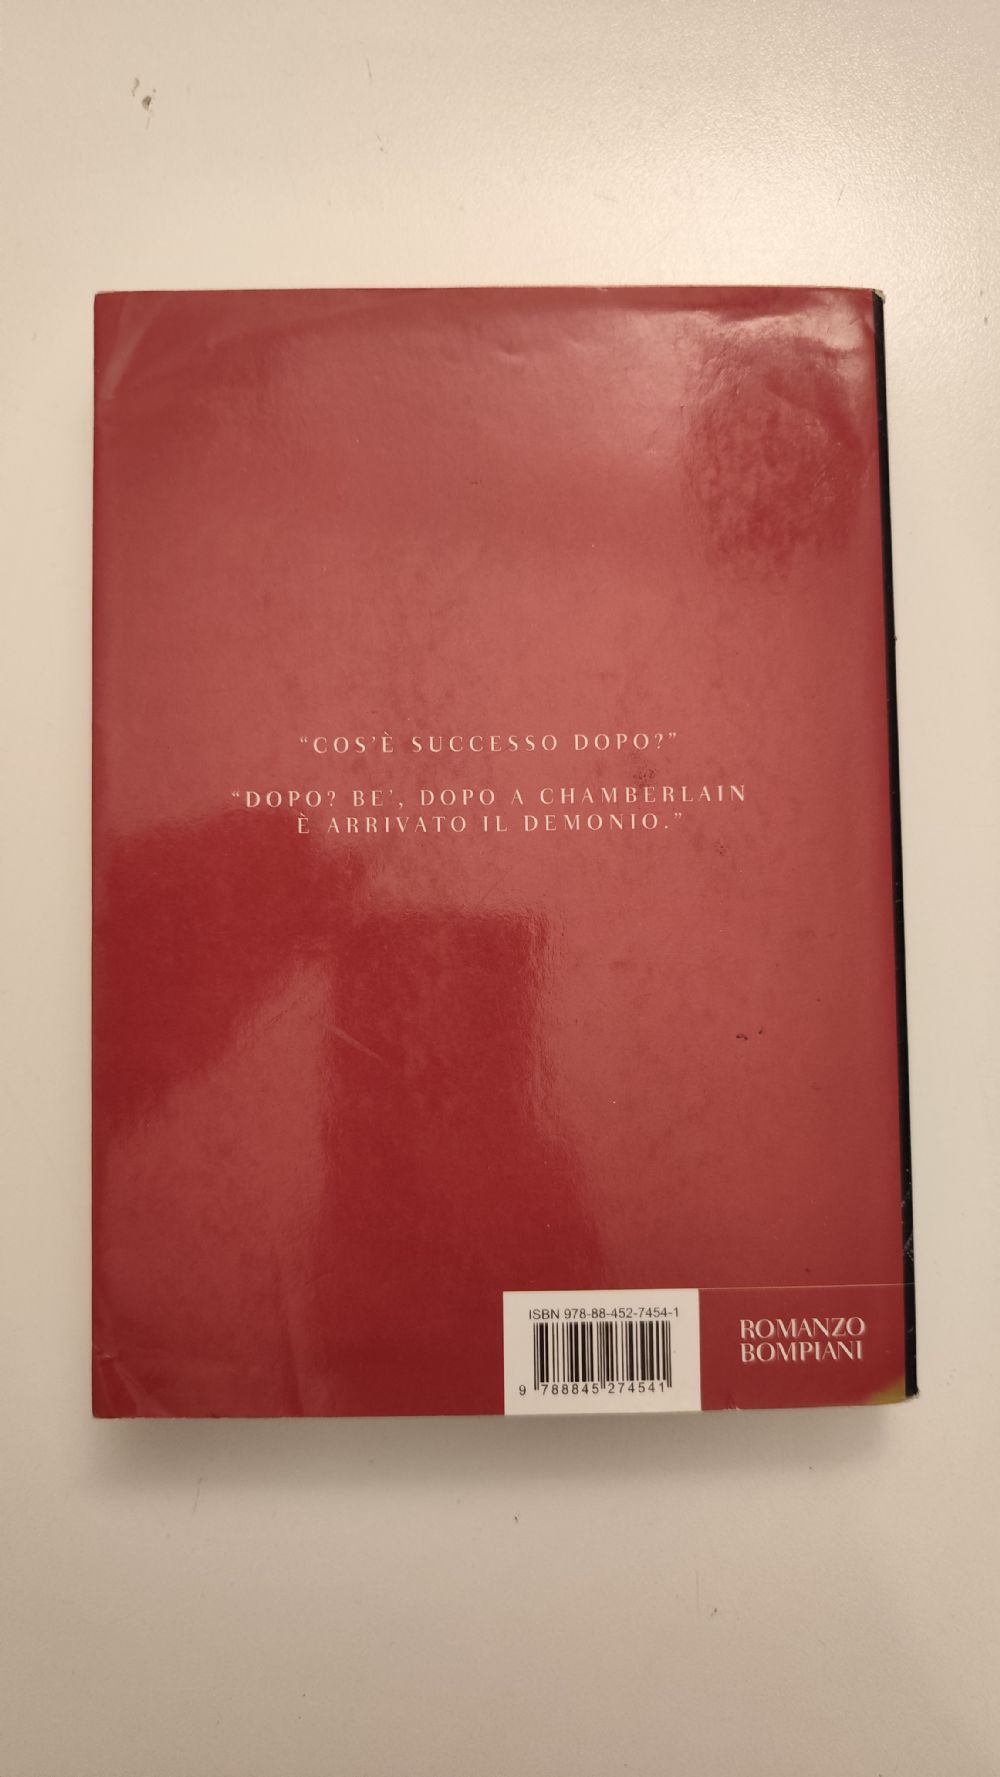 “COS’È SUCCESSO DOPO?”
“DOPO? BE’, DOPO A CHAMBERLAIN
È ARRIVATO IL DEMONIO.”
ISBN 978-88-452-7454-1
9 788845 274541
ROMANZO
BOMPIANI